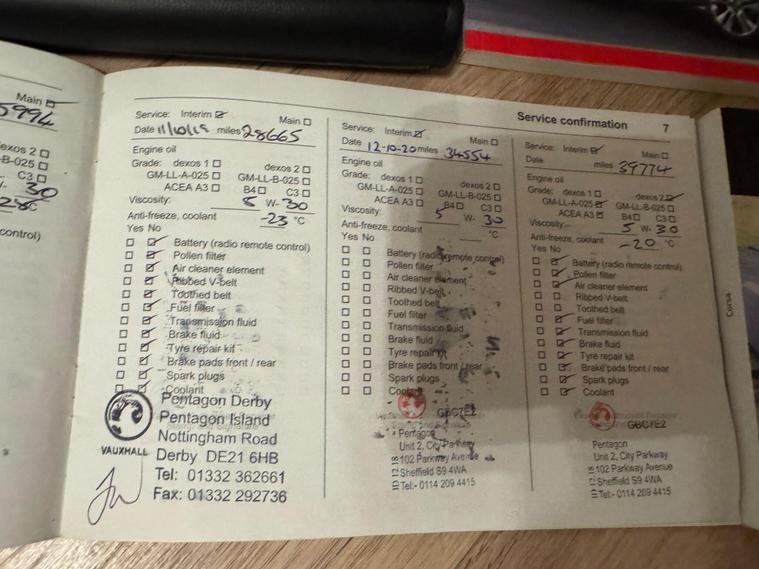 Main
5994
dexos 2
-B-025
C3
30
-28°C
control)
Service: Interim Main
Date 11/10/19 miles 28665
Engine oil
Grade: dexos 1 dexos 2
GM-LL-A-025 GM-LL-B-025
ACEA A3 B4 C3
Viscosity: 5 W- 30
Anti-freeze, coolant -23 °C
Yes No
Battery (radio remote control)
Pollen filter
Air cleaner element
Ribbed V-belt
Toothed belt
Fuel filter
Transmission fluid
Brake fluid
Tyre repair kit
Brake pads front / rear
Spark plugs
Coolant
Pentagon Derby
Pentagon Island
Nottingham Road
VAUXHALL Derby DE21 6HB
Tel: 01332 362661
Fax: 01332 292736
Service: Interim Main
Date 12-10-20 miles 34554
Engine oil
Grade: dexos 1 dexos 2
GM-LL-A-025 GM-LL-B-025
ACEA A3 B4 C3
Viscosity: 5 W- 30
Anti-freeze, coolant °C
Yes No
Battery (radio remote control)
Pollen filter
Air cleaner element
Ribbed V-belt
Toothed belt
Fuel filter
Transmission fluid
Brake fluid
Tyre repair kit
Brake pads front / rear
Spark plugs
Coolant
GBC7E2
Pentagon
Unit 2, City Parkway
102 Parkway Avenue
Sheffield S9 4WA
Tel:- 0114 209 4415
Service confirmation 7
Service: Interim Main
Date miles 39774
Engine oil
Grade: dexos 1 dexos 2
GM-LL-A-025 GM-LL-B-025
ACEA A3 B4 C3
Viscosity: 5 W- 30
Anti-freeze, coolant -20 °C
Yes No
Battery (radio remote control)
Pollen filter
Air cleaner element
Ribbed V-belt
Toothed belt
Fuel filter
Transmission fluid
Brake fluid
Tyre repair kit
Brake pads front / rear
Spark plugs
Coolant
GBC7E2
Pentagon
Unit 2, City Parkway
102 Parkway Avenue
Sheffield S9 4WA
Tel:- 0114 209 4415
Corsa